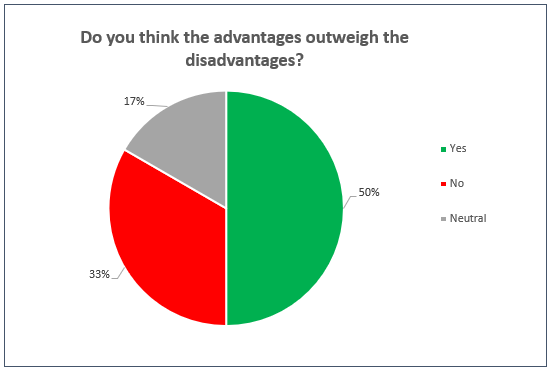 Do you think the advantages outweigh the
disadvantages?
17%
50%
33%
Yes
No
Neutral